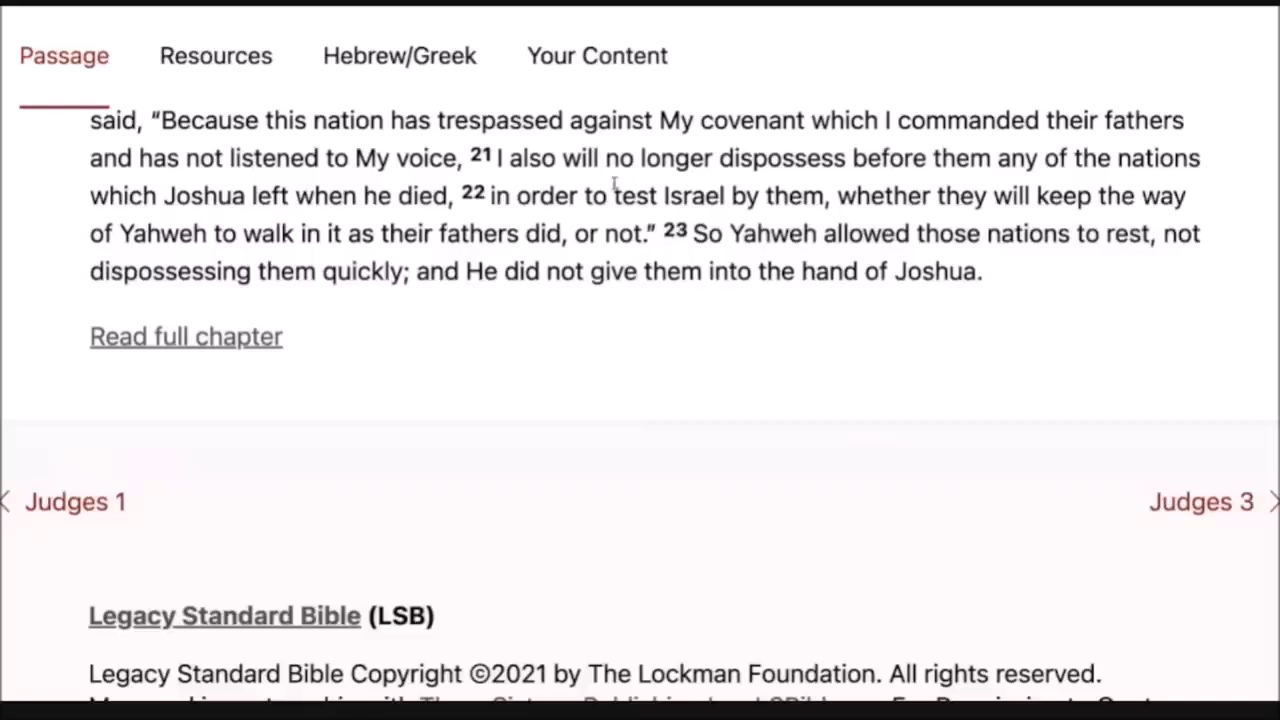 Passage Resources Hebrew/Greek Your Content
said, “Because this nation has trespassed against My covenant which I commanded their fathers
and has not listened to My voice, 21 I also will no longer dispossess before them any of the nations
which Joshua left when he died, 22 in order to test Israel by them, whether they will keep the way
of Yahweh to walk in it as their fathers did, or not.” 23 So Yahweh allowed those nations to rest, not
dispossessing them quickly; and He did not give them into the hand of Joshua.
Read full chapter
Judges 1
Judges 3
Legacy Standard Bible (LSB)
Legacy Standard Bible Copyright ©2021 by The Lockman Foundation. All rights reserved.